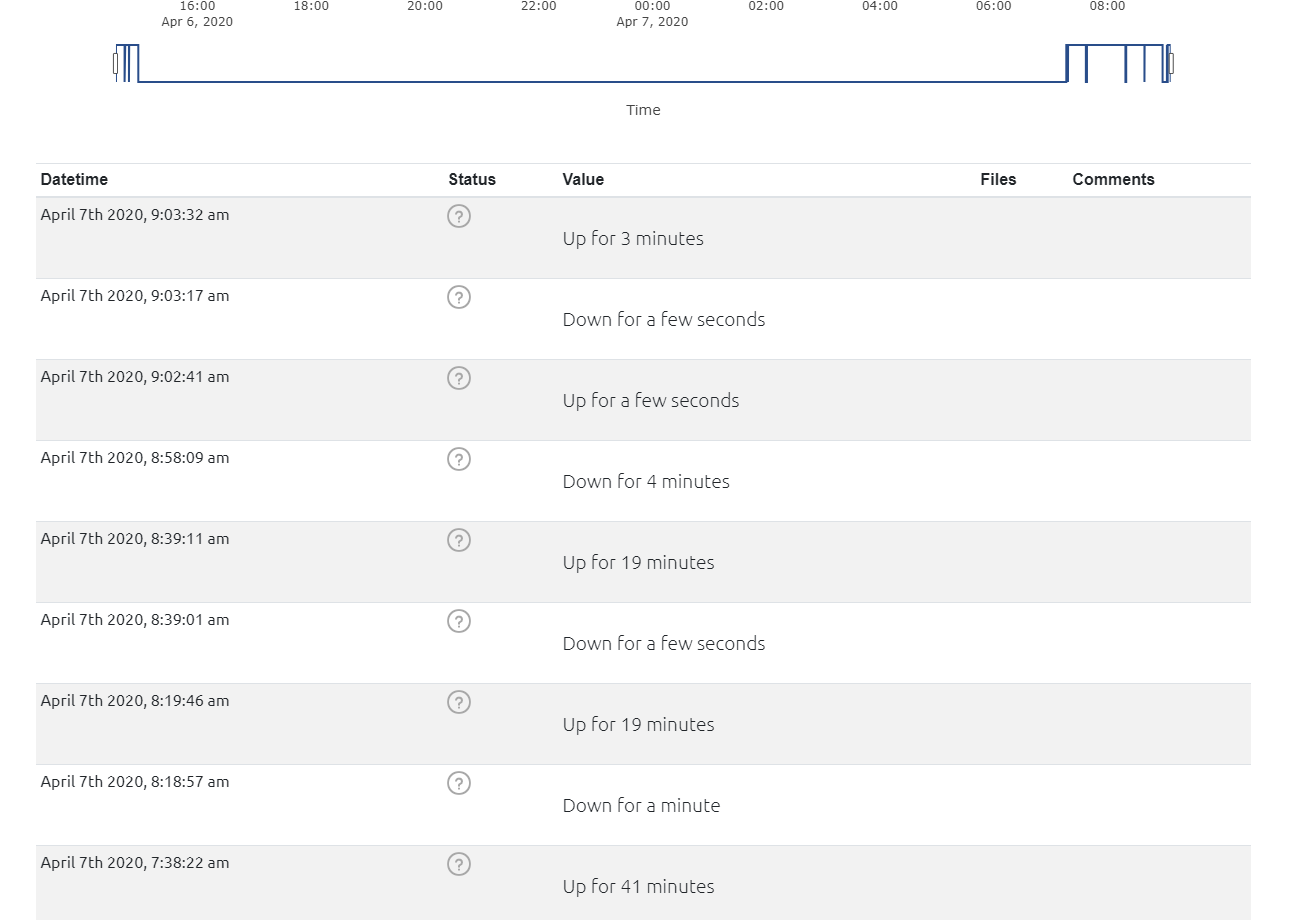 16:00 18:00 20:00 22:00 00:00 02:00 04:00 06:00 08:00
Apr 6, 2020 Apr 7, 2020
Time
Datetime Status Value Files Comments
April 7th 2020, 9:03:32 am ?
Up for 3 minutes
April 7th 2020, 9:03:17 am ?
Down for a few seconds
April 7th 2020, 9:02:41 am ?
Up for a few seconds
April 7th 2020, 8:58:09 am ?
Down for 4 minutes
April 7th 2020, 8:39:11 am ?
Up for 19 minutes
April 7th 2020, 8:39:01 am ?
Down for a few seconds
April 7th 2020, 8:19:46 am ?
Up for 19 minutes
April 7th 2020, 8:18:57 am ?
Down for a minute
April 7th 2020, 7:38:22 am ?
Up for 41 minutes